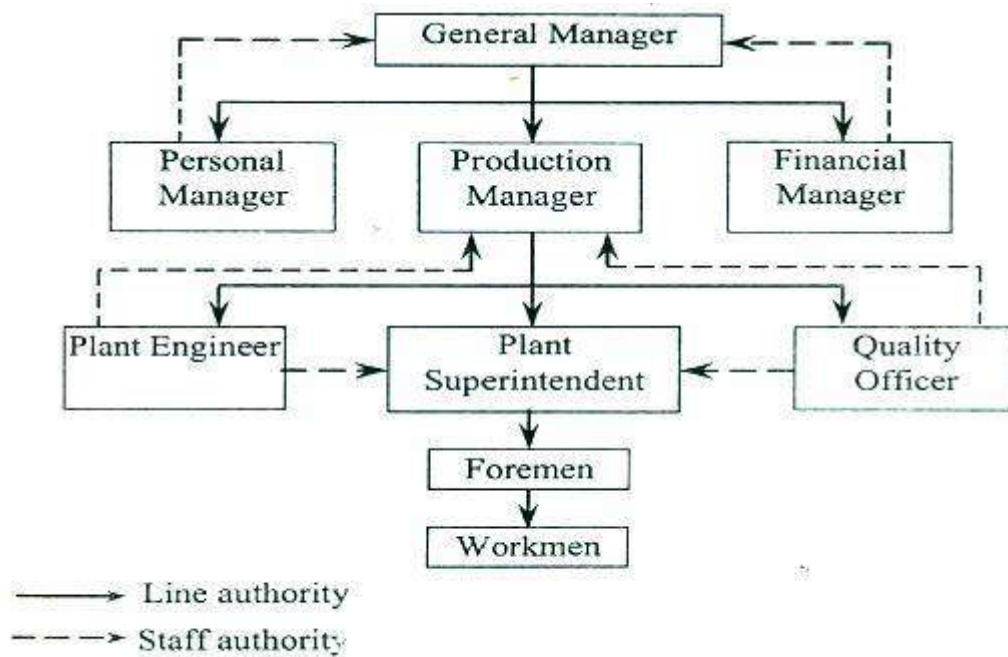 General Manager
Personal
Manager
Production
Manager
Financial
Manager
Plant Engineer
Plant
Superintendent
Quality
Officer
Foremen
Workmen
Line authority
Staff authority